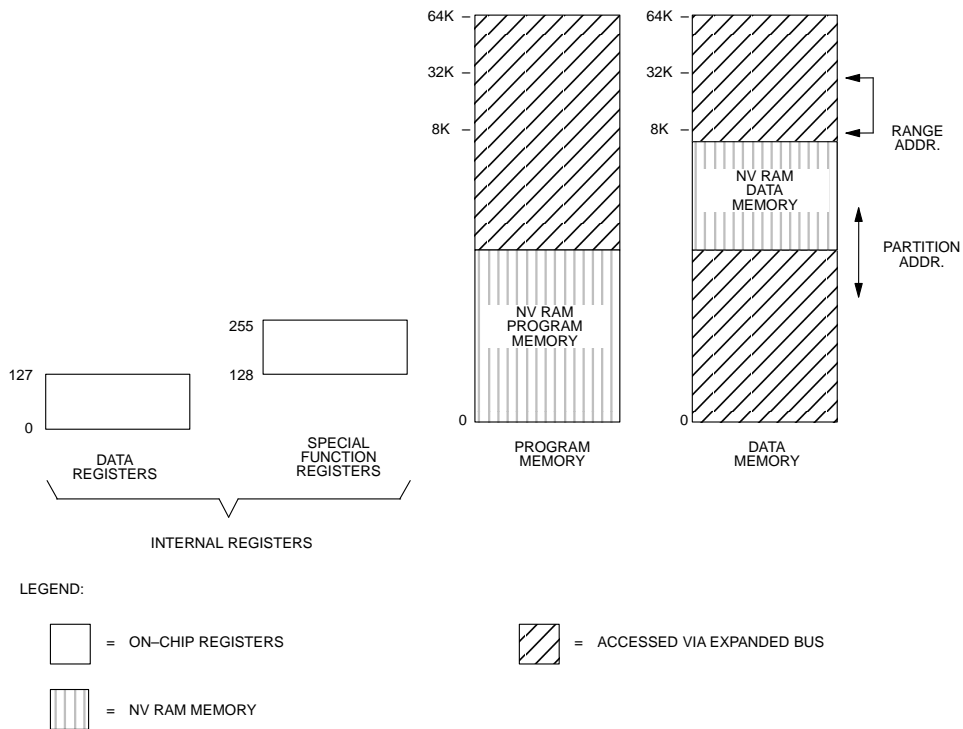 64K –
32K –
8K –
0
NV RAM
PROGRAM
MEMORY
PROGRAM
MEMORY
64K –
32K –
8K –
0
NV RAM
DATA
MEMORY
DATA
MEMORY
RANGE
ADDR.
PARTITION
ADDR.
127
0
DATA
REGISTERS
255
128
SPECIAL
FUNCTION
REGISTERS
INTERNAL REGISTERS
LEGEND:
= ON–CHIP REGISTERS
= ACCESSED VIA EXPANDED BUS
= NV RAM MEMORY